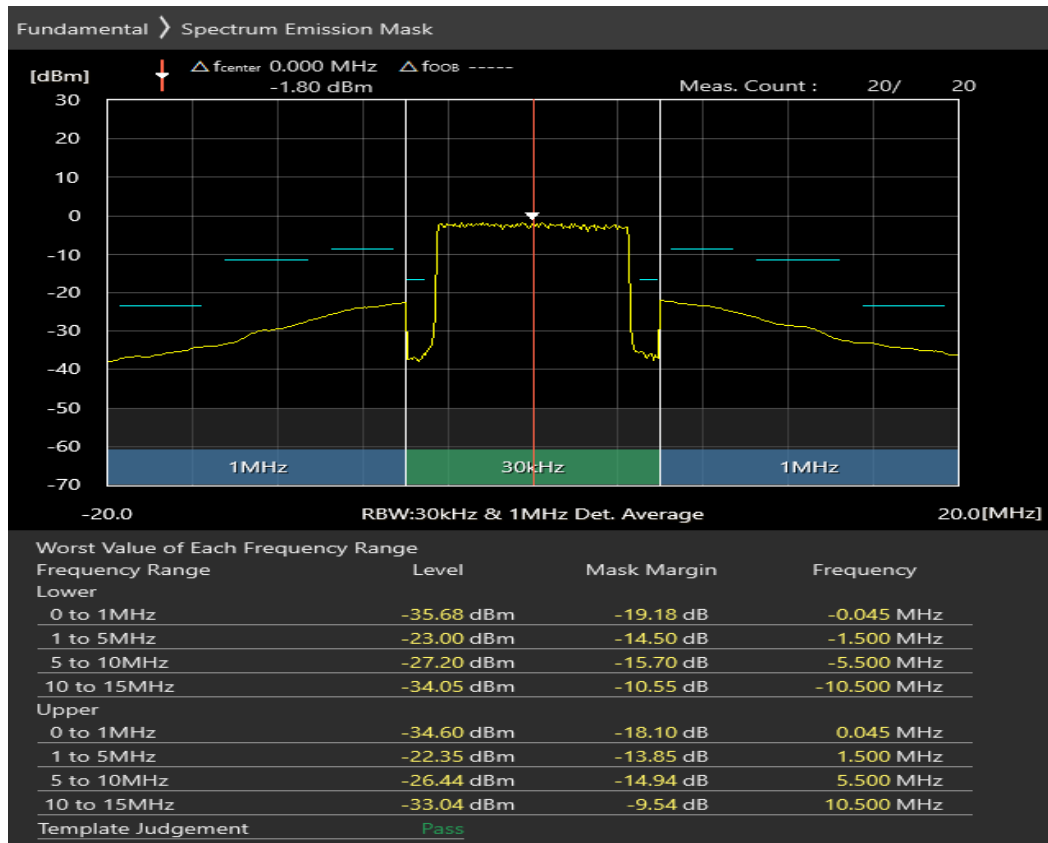 Fundamental ❯ Spectrum Emission Mask
[dBm] △ fcenter 0.000 MHz △ fOOB -----
-1.80 dBm Meas. Count : 20/ 20
30
20
10
0
-10
-20
-30
-40
-50
-60
-70
1MHz 30kHz 1MHz
-20.0 RBW:30kHz & 1MHz Det. Average 20.0[MHz]
Worst Value of Each Frequency Range
Frequency Range Level Mask Margin Frequency
Lower
0 to 1MHz -35.68 dBm -19.18 dB -0.045 MHz
1 to 5MHz -23.00 dBm -14.50 dB -1.500 MHz
5 to 10MHz -27.20 dBm -15.70 dB -5.500 MHz
10 to 15MHz -34.05 dBm -10.55 dB -10.500 MHz
Upper
0 to 1MHz -34.60 dBm -18.10 dB 0.045 MHz
1 to 5MHz -22.35 dBm -13.85 dB 1.500 MHz
5 to 10MHz -26.44 dBm -14.94 dB 5.500 MHz
10 to 15MHz -33.04 dBm -9.54 dB 10.500 MHz
Template Judgement Pass